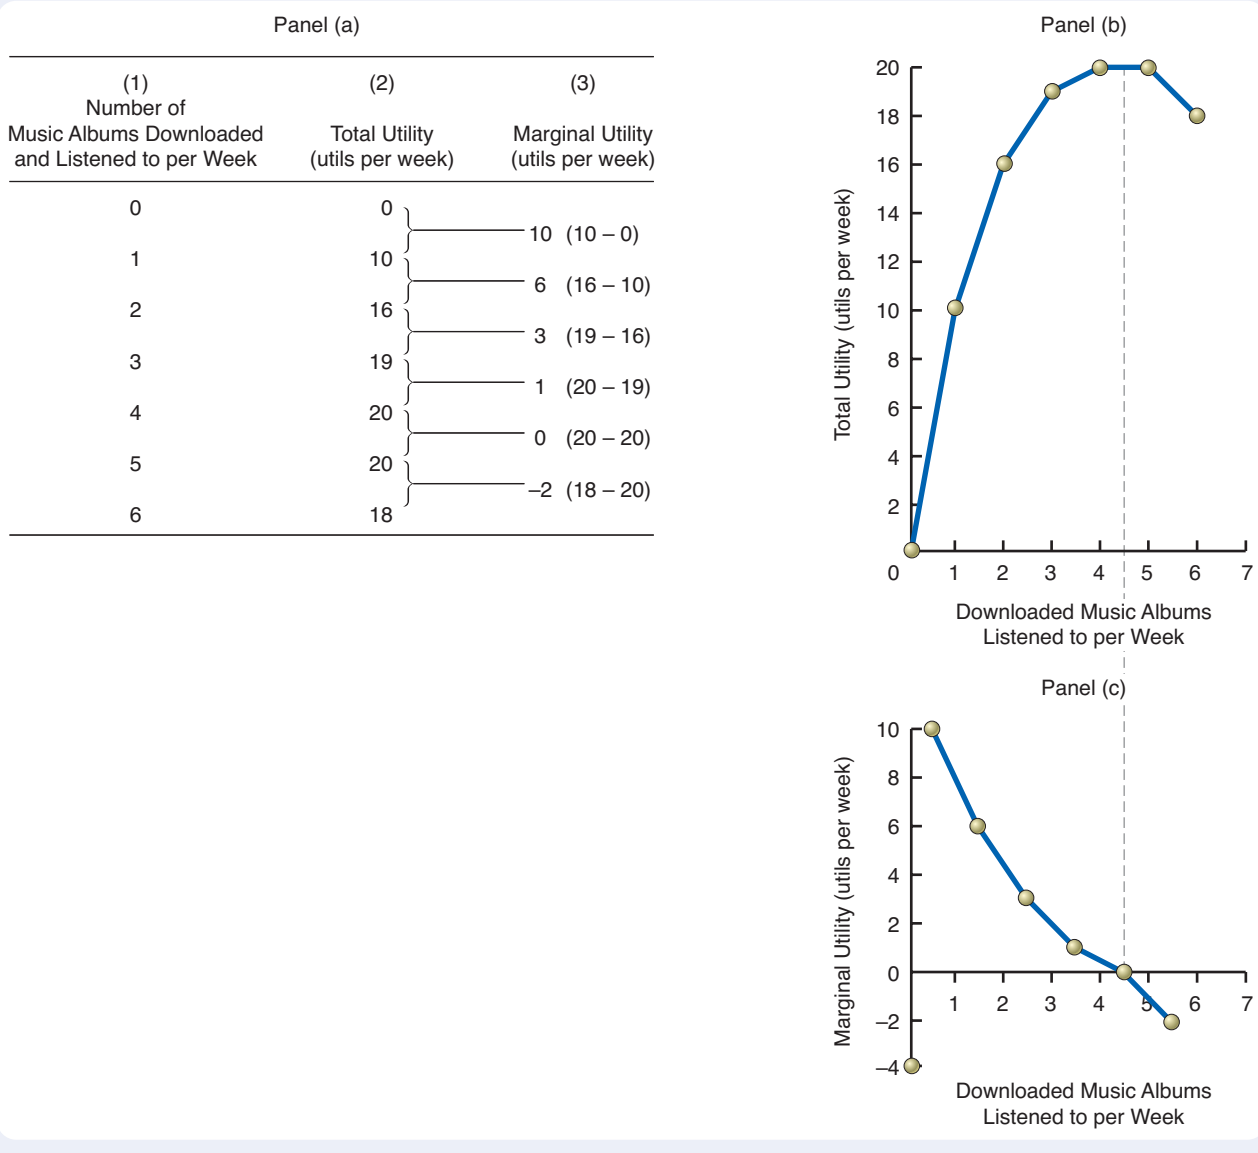 Panel (a)
(1) (2) (3)
Number of
Music Albums Downloaded Total Utility Marginal Utility
and Listened to per Week (utils per week) (utils per week)
0 0
10 (10 – 0)
1 10
6 (16 – 10)
2 16
3 (19 – 16)
3 19
1 (20 – 19)
4 20
0 (20 – 20)
5 20
–2 (18 – 20)
6 18
Panel (b)
Total Utility (utils per week)
20
18
16
14
12
10
8
6
4
2
0 1 2 3 4 5 6 7
Downloaded Music Albums
Listened to per Week
Panel (c)
Marginal Utility (utils per week)
10
8
6
4
2
0
1 2 3 4 5 6 7
–2
–4
Downloaded Music Albums
Listened to per Week